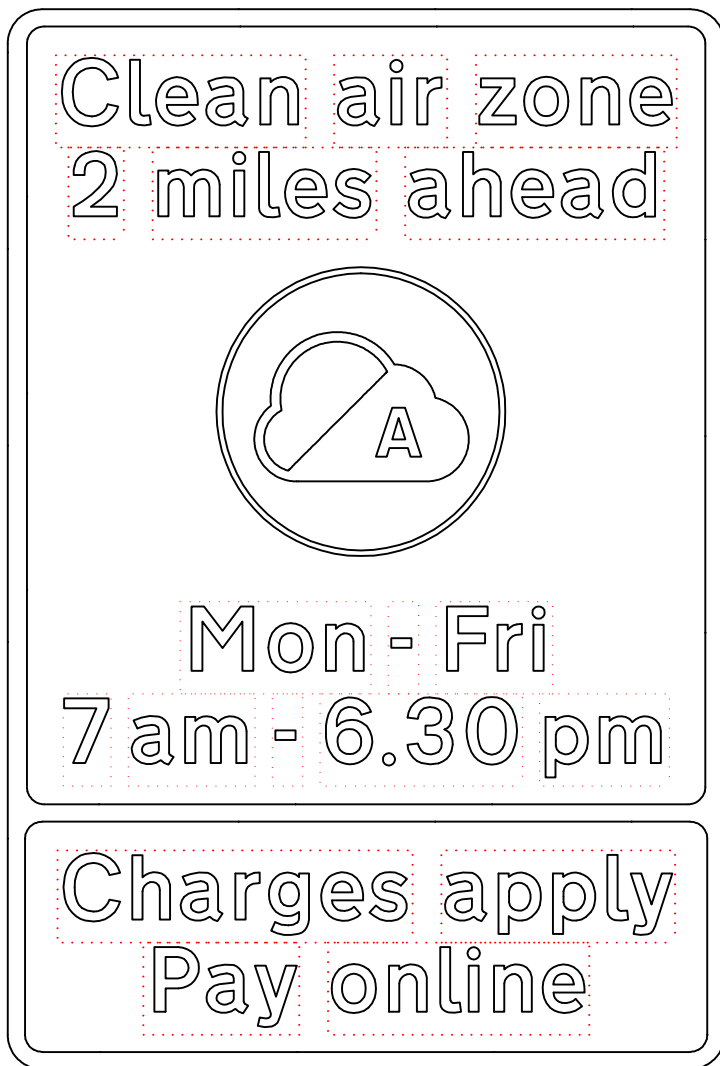 Clean air zone
2 miles ahead
A
Mon - Fri
7 am - 6.30 pm
Charges apply
Pay online